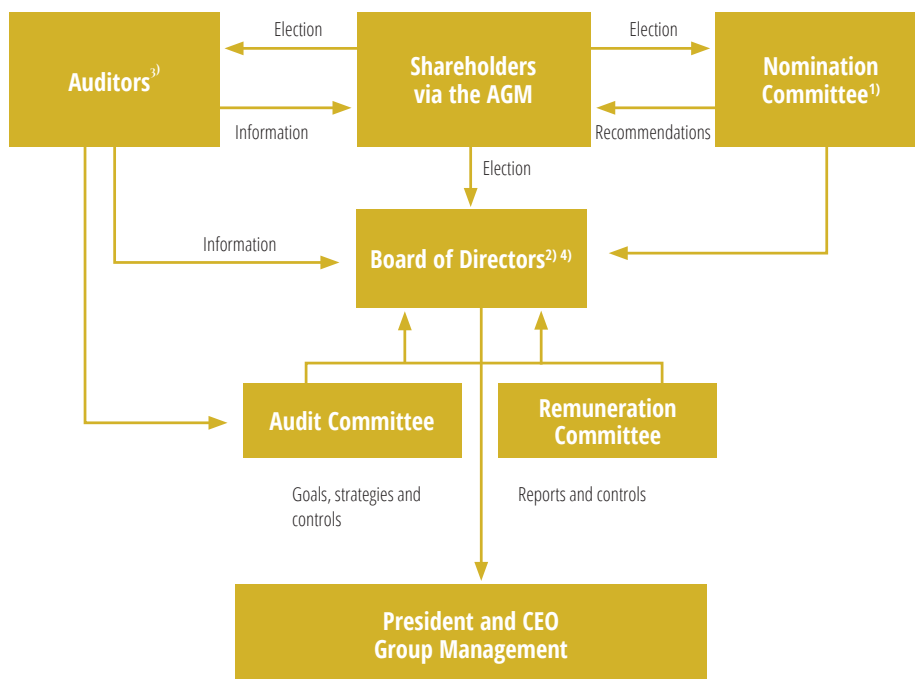 Election
Election
Auditors3)
Shareholders
via the AGM
Nomination
Committee1)
Information
Recommendations
Election
Information
Board of Directors2) 4)
Audit Committee
Remuneration
Committee
Goals, strategies and
controls
Reports and controls
President and CEO
Group Management